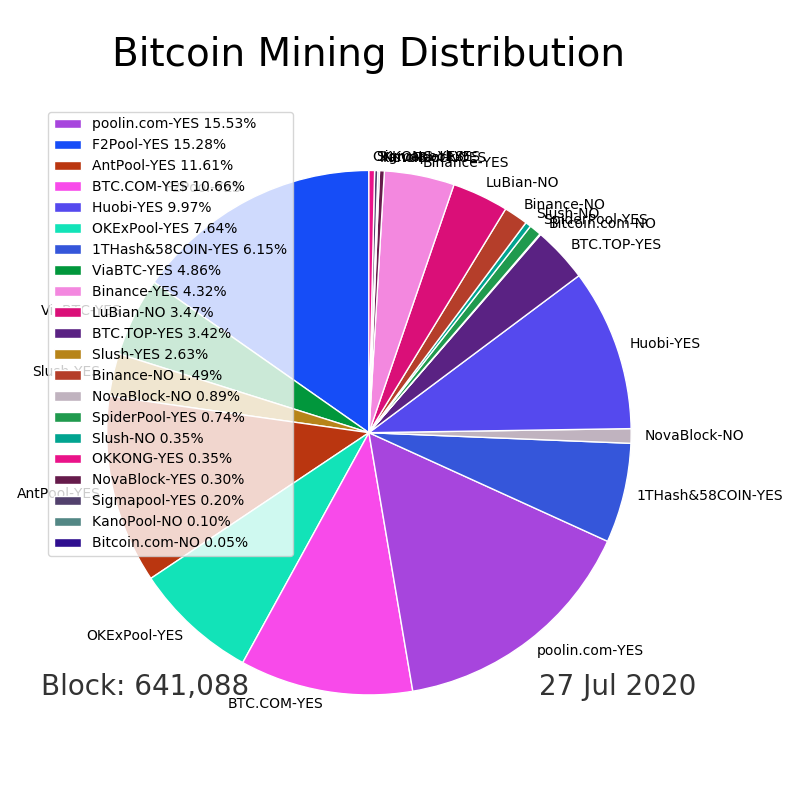 Bitcoin Mining Distribution
poolin.com-YES 15.53%
F2Pool-YES 15.28%
AntPool-YES 11.61%
BTC.COM-YES 10.66%
Huobi-YES 9.97%
OKExPool-YES 7.64%
1THash&58COIN-YES 6.15%
ViaBTC-YES 4.86%
Binance-YES 4.32%
LuBian-NO 3.47%
BTC.TOP-YES 3.42%
Slush-YES 2.63%
Binance-NO 1.49%
NovaBlock-NO 0.89%
SpiderPool-YES 0.74%
Slush-NO 0.35%
OKKONG-YES 0.35%
NovaBlock-YES 0.30%
Sigmapool-YES 0.20%
KanoPool-NO 0.10%
Bitcoin.com-NO 0.05%
Binance-YES
LuBian-NO
Binance-NO
Slush-NO
SpiderPool-YES
Bitcoin.com-NO
BTC.TOP-YES
Huobi-YES
NovaBlock-NO
1THash&58COIN-YES
poolin.com-YES
BTC.COM-YES
OKExPool-YES
AntPool-YES
Slush-YES
Block: 641,088
27 Jul 2020